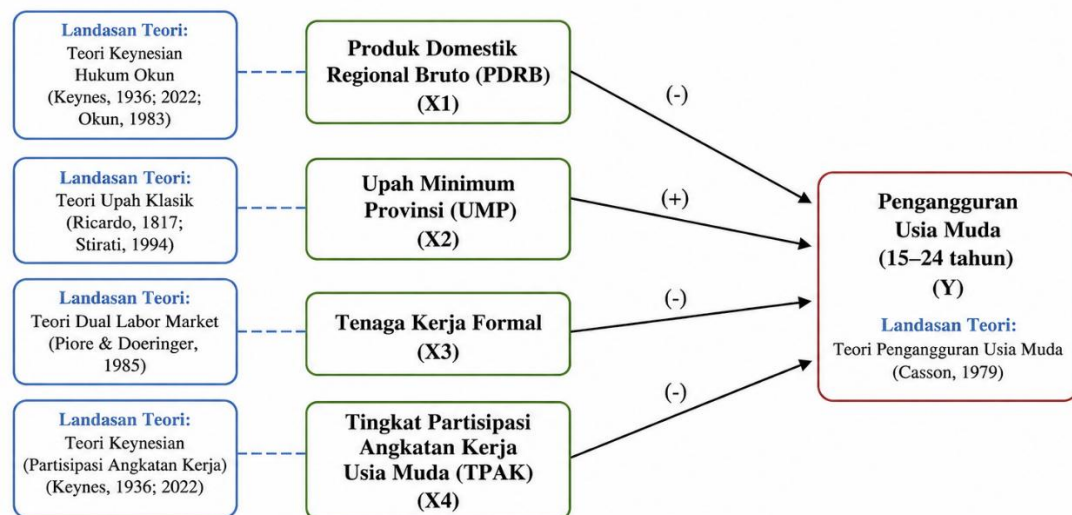 Landasan Teori:
Teori Keynesian
Hukum Okun
(Keynes, 1936; 2022;
Okun, 1983)
Produk Domestik
Regional Bruto (PDRB)
(X1)
(-)
Landasan Teori:
Teori Upah Klasik
(Ricardo, 1817;
Stirati, 1994)
Upah Minimum
Provinsi (UMP)
(X2)
(+)
Landasan Teori:
Teori Dual Labor Market
(Piore & Doeringer,
1985)
Tenaga Kerja Formal
(X3)
(-)
Landasan Teori:
Teori Keynesian
(Partisipasi Angkatan Kerja)
(Keynes, 1936; 2022)
Tingkat Partisipasi
Angkatan Kerja
Usia Muda (TPAK)
(X4)
(-)
Pengangguran
Usia Muda
(15–24 tahun)
(Y)
Landasan Teori:
Teori Pengangguran Usia Muda
(Casson, 1979)